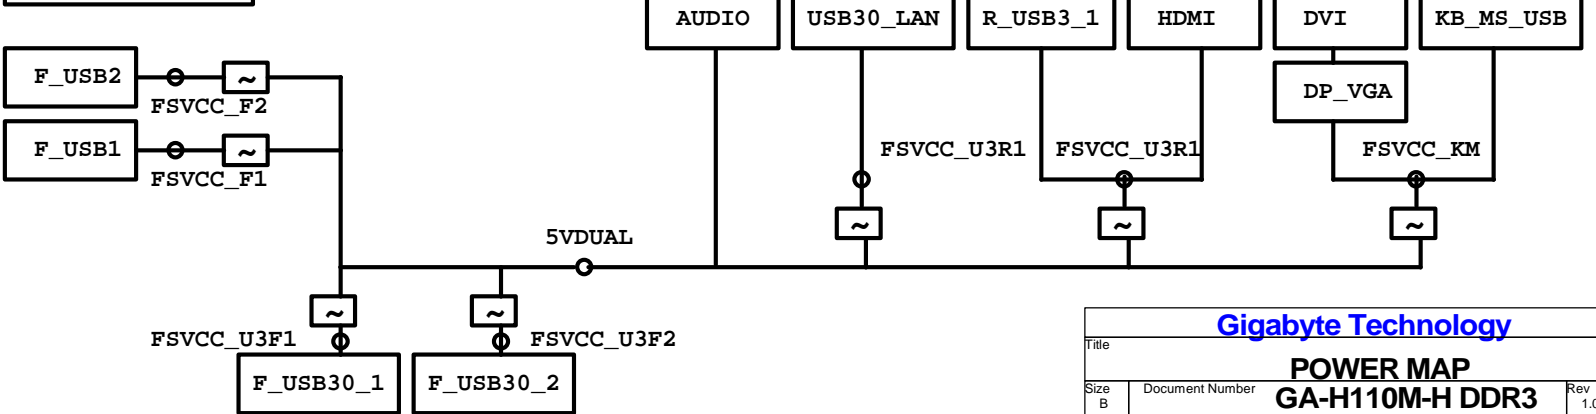 AUDIO
USB30_LAN
R_USB3_1
HDMI
DVI
KB_MS_USB
F_USB2
~
FSVCC_F2
DP_VGA
F_USB1
~
FSVCC_F1
FSVCC_U3R1
FSVCC_U3R1
FSVCC_KM
~
~
~
5VDUAL
~
~
FSVCC_U3F1
FSVCC_U3F2
F_USB30_1
F_USB30_2
Gigabyte Technology
Title
POWER MAP
Size
B
Document Number
GA-H110M-H DDR3
Rev